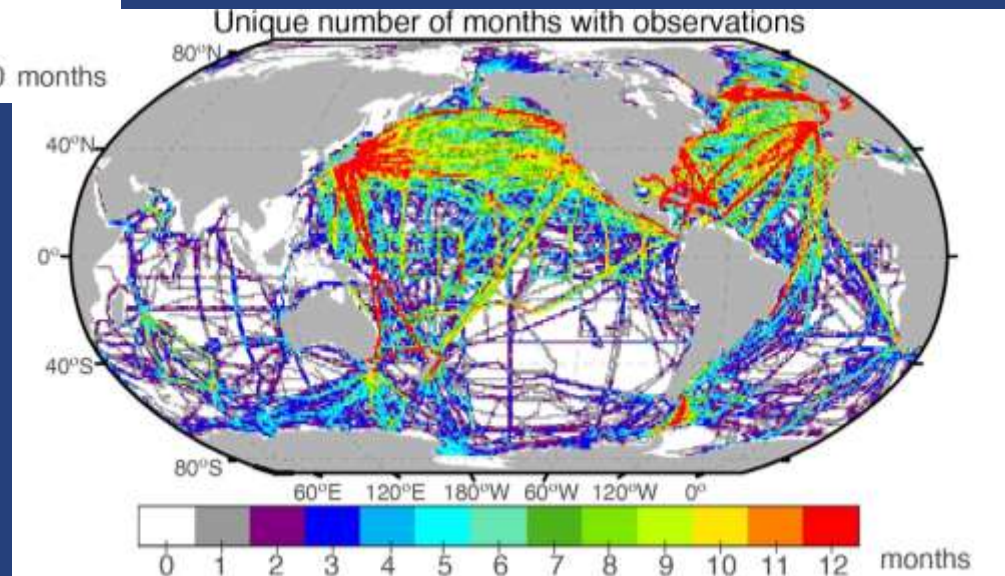 Unique number of months with observations
80°N
0 months
40°N
0°
40°S
80°S
60°E 120°E 180°W 60°W 120°W 0°
0 1 2 3 4 5 6 7 8 9 10 11 12 months